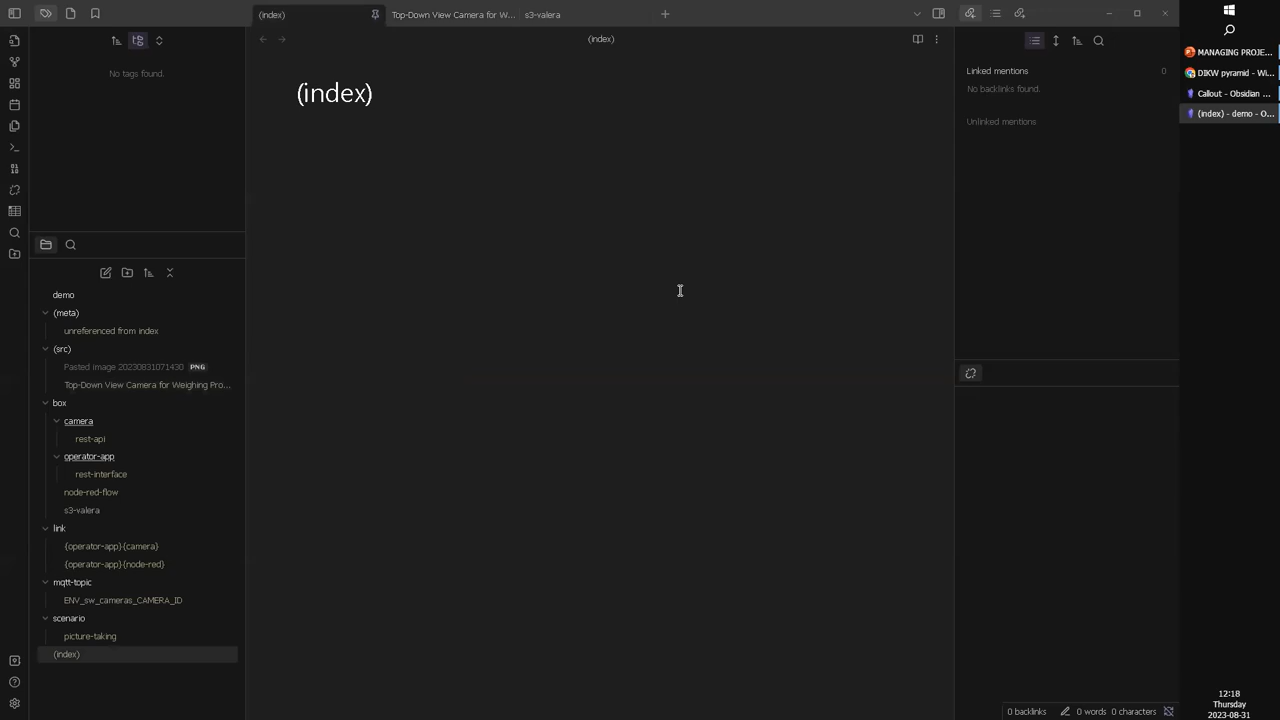 (index)
Top-Down View Camera for W...
s3-valera
(index)
No tags found.
(index)
Linked mentions
0
No backlinks found.
Unlinked mentions
demo
(meta)
unreferenced from index
(src)
Pasted image 20230831071430 PNG
Top-Down View Camera for Weighing Pro...
box
camera
rest-api
operator-app
rest-interface
node-red-flow
s3-valera
link
{operator-app}{camera}
{operator-app}{node-red}
mqtt-topic
ENV_sw_cameras_CAMERA_ID
scenario
picture-taking
(index)
0 backlinks
0 words 0 characters
MANAGING PROJE...
DIKW pyramid - Wi...
Callout - Obsidian ...
(index) - demo - O...
12:18
Thursday
2023-08-31